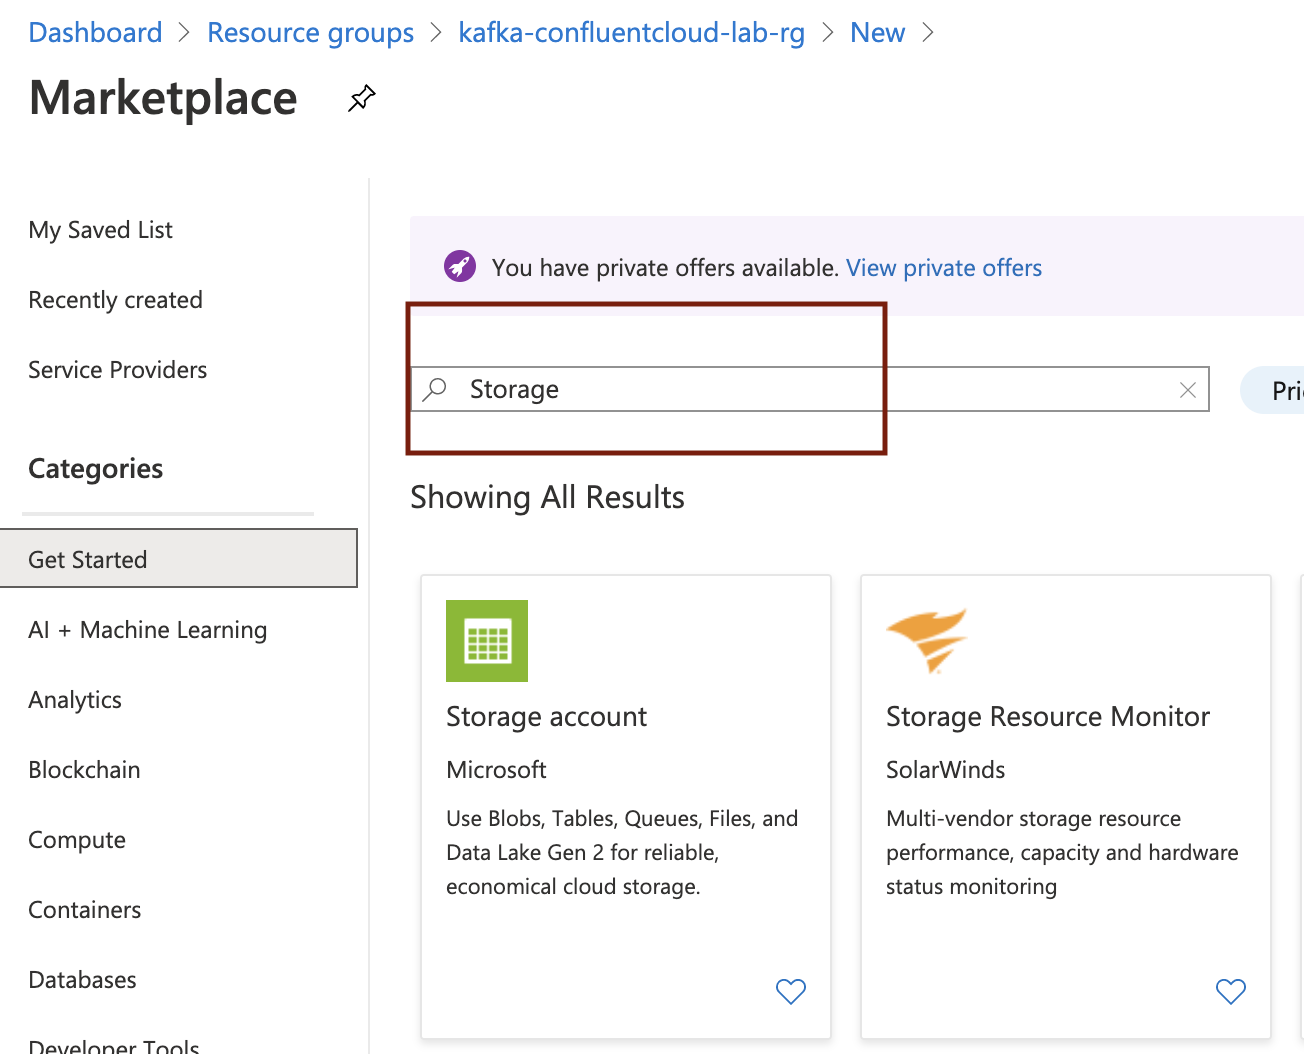 Dashboard > Resource groups > kafka-confluentcloud-lab-rg > New >
Marketplace
My Saved List
Recently created
Service Providers
Categories
Get Started
AI + Machine Learning
Analytics
Blockchain
Compute
Containers
Databases
Developer Tools
You have private offers available. View private offers
Storage
Pri
Showing All Results
Storage account
Microsoft
Use Blobs, Tables, Queues, Files, and
Data Lake Gen 2 for reliable,
economical cloud storage.
Storage Resource Monitor
SolarWinds
Multi-vendor storage resource
performance, capacity and hardware
status monitoring